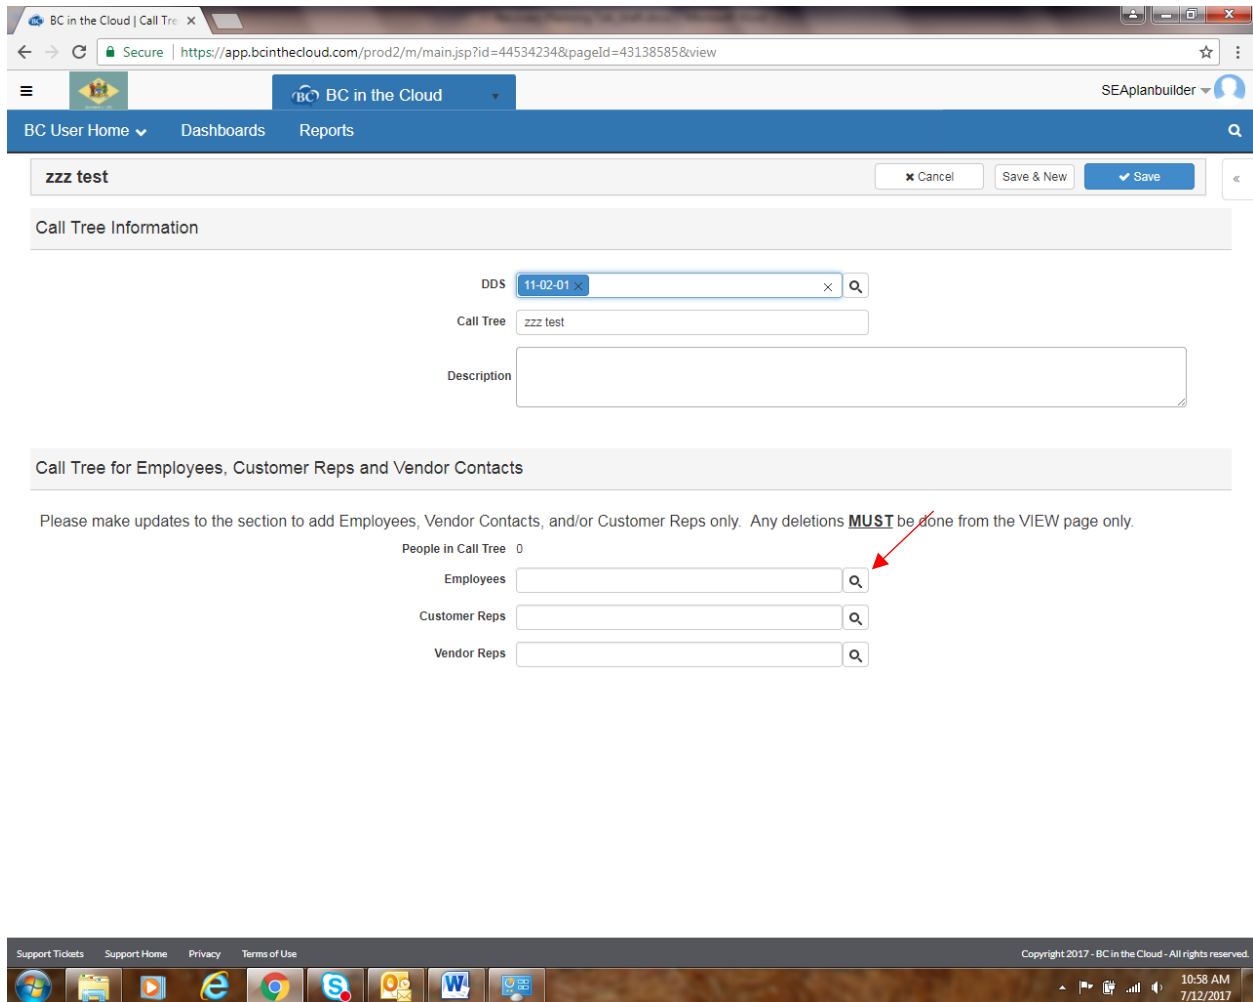 BC in the Cloud | Call Tre
Secure | https://app.bcinthecloud.com/prod2/m/main.jsp?id=44534234&pageId=43138585&view
BC BC in the Cloud
SEAplanbuilder
BC User Home Dashboards Reports
zzz test
Cancel Save & New Save
Call Tree Information
DDS 11-02-01
Call Tree zzz test
Description
Call Tree for Employees, Customer Reps and Vendor Contacts
Please make updates to the section to add Employees, Vendor Contacts, and/or Customer Reps only. Any deletions MUST be done from the VIEW page only.
People in Call Tree 0
Employees
Customer Reps
Vendor Reps
Support Tickets Support Home Privacy Terms of Use Copyright 2017 - BC in the Cloud - All rights reserved.
10:58 AM
7/12/2017